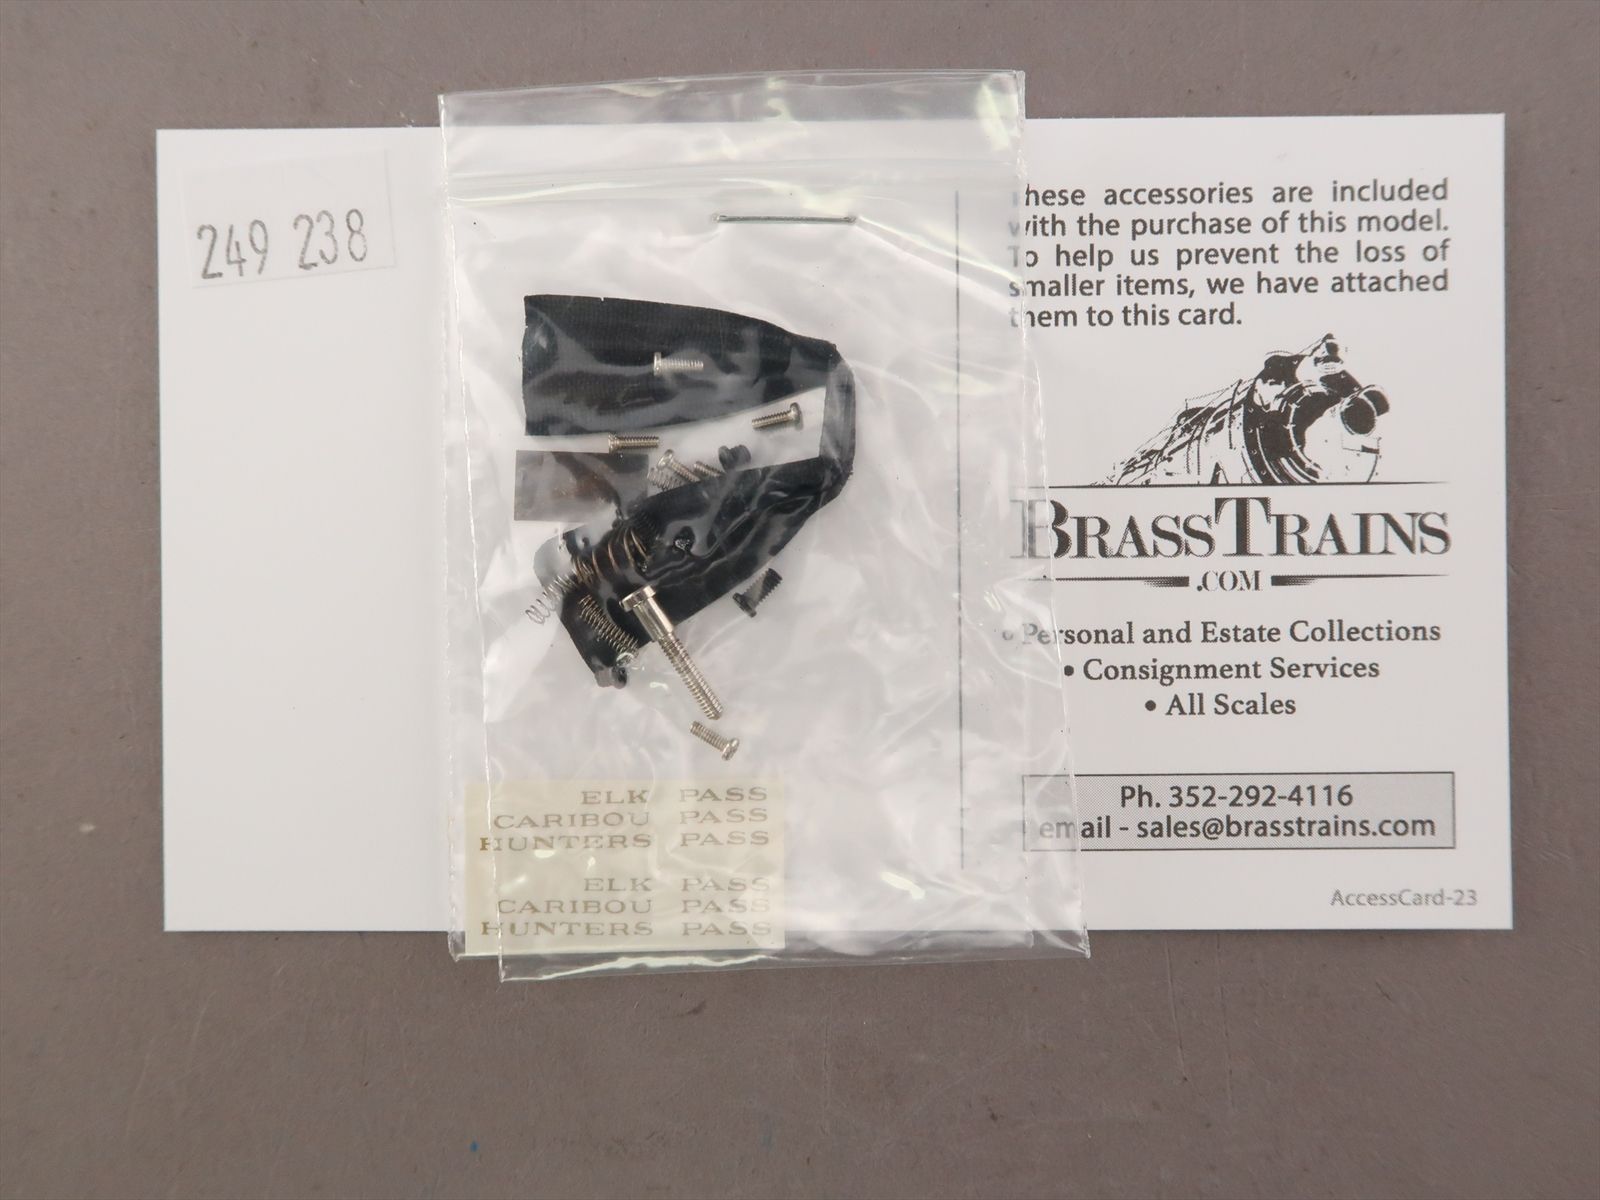 249 238
These accessories are included
with the purchase of this model.
To help us prevent the loss of
smaller items, we have attached
them to this card.
BRASSTRAINS
.COM
• Personal and Estate Collections
• Consignment Services
• All Scales
Ph. 352-292-4116
email - sales@brasstrains.com
AccessCard-23
ELK PASS
CARIBOU PASS
HUNTERS PASS
ELK PASS
CARIBOU PASS
HUNTERS PASS